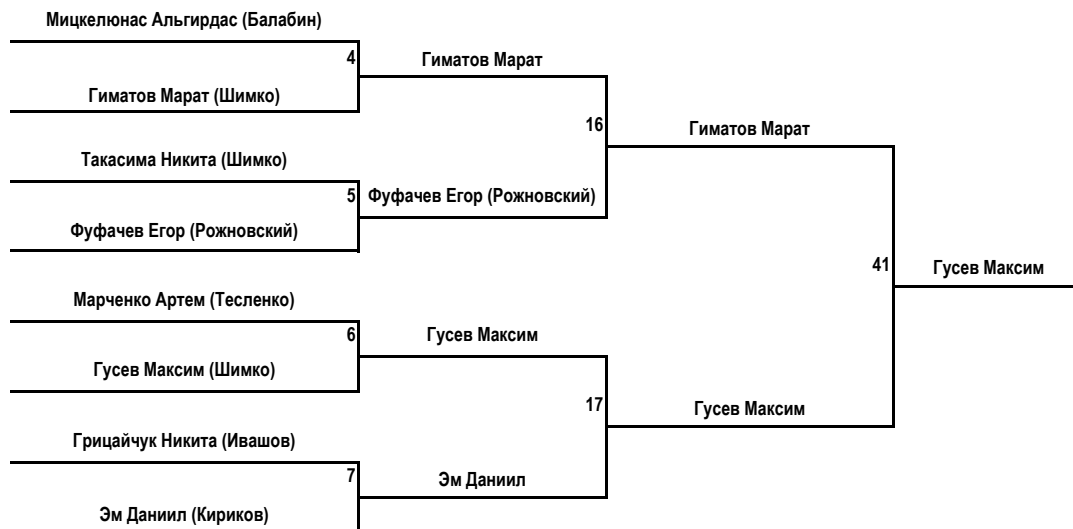 Мицкелюнас Альгирдас (Балабин)
4
Гиматов Марат
Гиматов Марат (Шимко)
16
Гиматов Марат
Такасима Никита (Шимко)
5
Фуфачев Егор (Рожновский)
Фуфачев Егор (Рожновский)
41
Гусев Максим
Марченко Артем (Тесленко)
6
Гусев Максим
Гусев Максим (Шимко)
17
Гусев Максим
Грицайчук Никита (Ивашов)
7
Эм Даниил
Эм Даниил (Кириков)